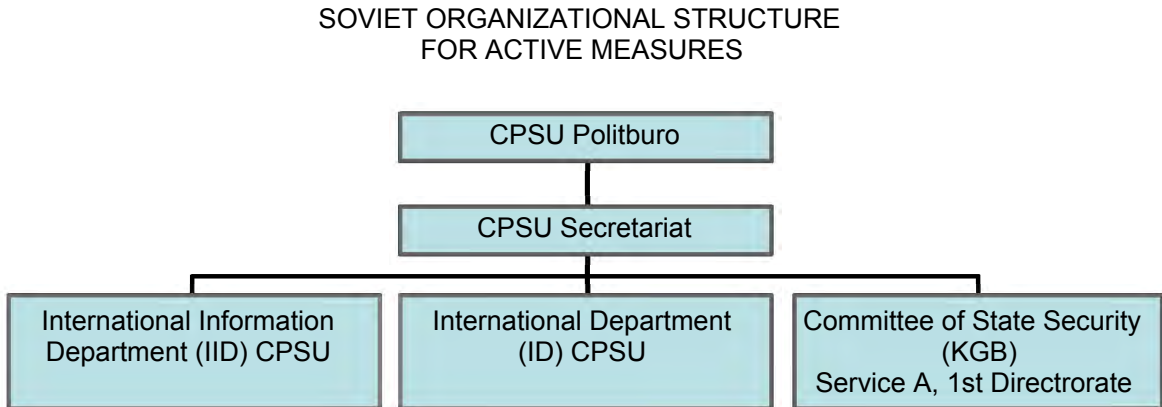 SOVIET ORGANIZATIONAL STRUCTURE
FOR ACTIVE MEASURES
CPSU Politburo
CPSU Secretariat
International Information
Department (IID) CPSU
International Department
(ID) CPSU
Committee of State Security
(KGB)
Service A, 1st Directrorate